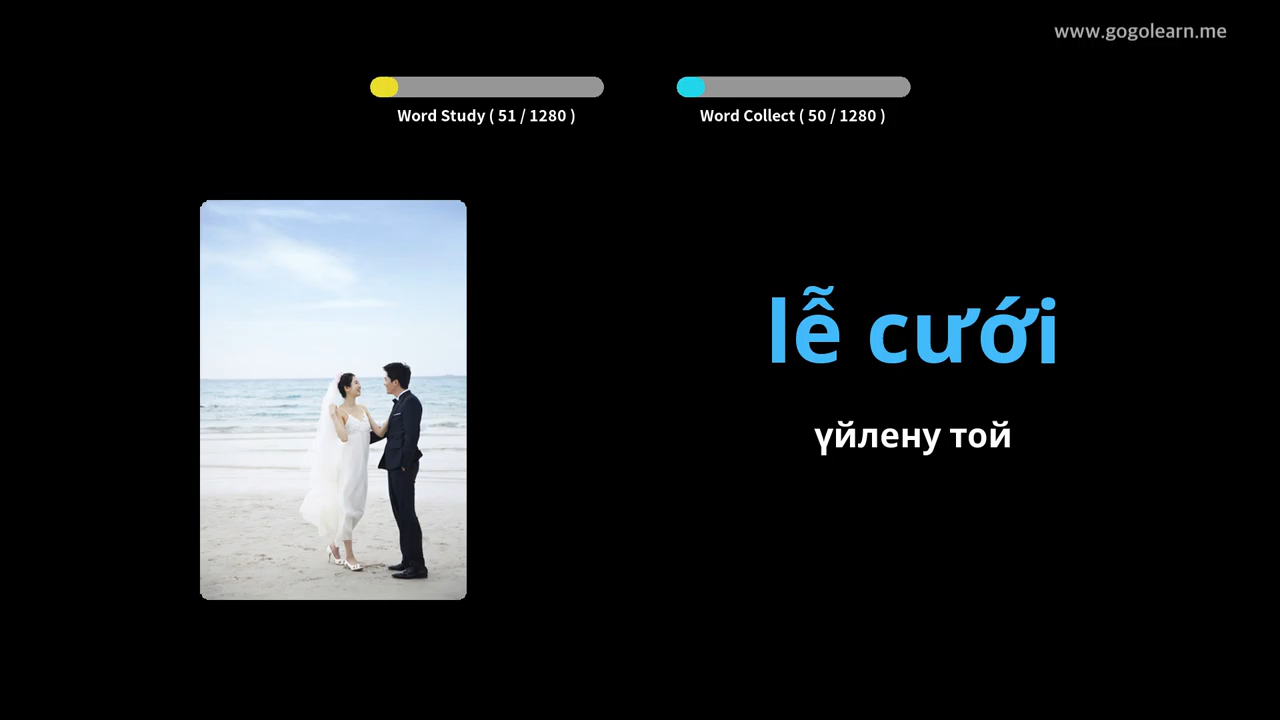 www.gogolearn.me
Word Study ( 51 / 1280 )
Word Collect ( 50 / 1280 )
lễ cưới
үйлену той